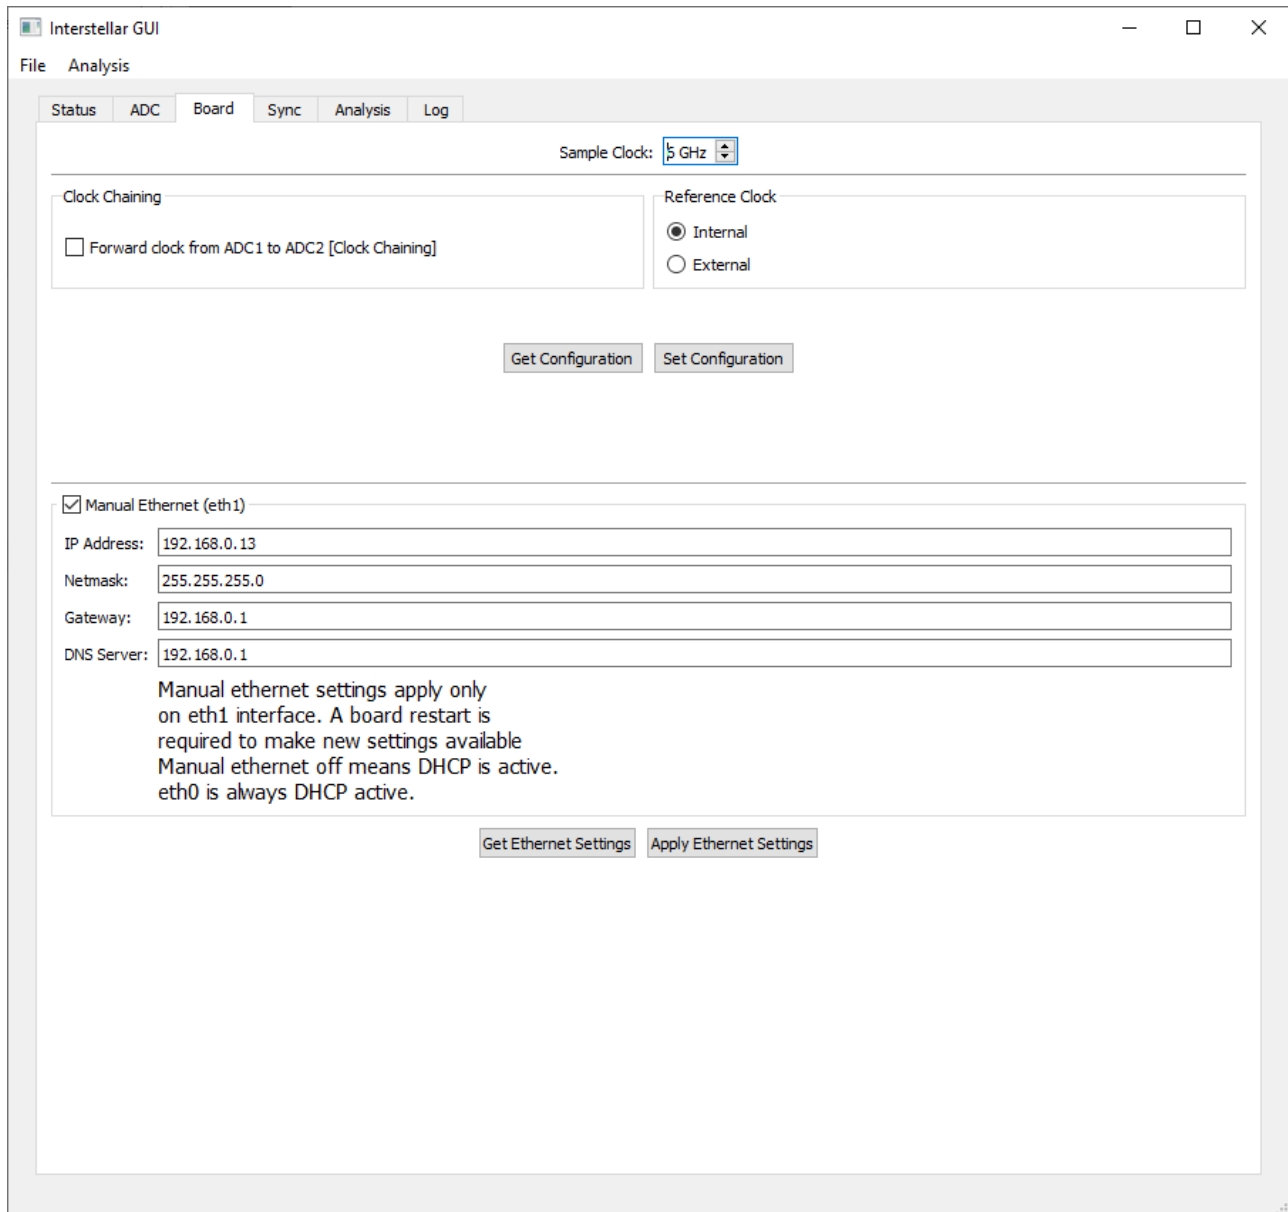 Interstellar GUI
File Analysis
Status ADC Board Sync Analysis Log
Sample Clock: 5 GHz
Clock Chaining
Forward clock from ADC1 to ADC2 [Clock Chaining]
Reference Clock
Internal
External
Get Configuration Set Configuration
Manual Ethernet (eth1)
IP Address: 192.168.0.13
Netmask: 255.255.255.0
Gateway: 192.168.0.1
DNS Server: 192.168.0.1
Manual ethernet settings apply only
on eth1 interface. A board restart is
required to make new settings available
Manual ethernet off means DHCP is active.
eth0 is always DHCP active.
Get Ethernet Settings Apply Ethernet Settings